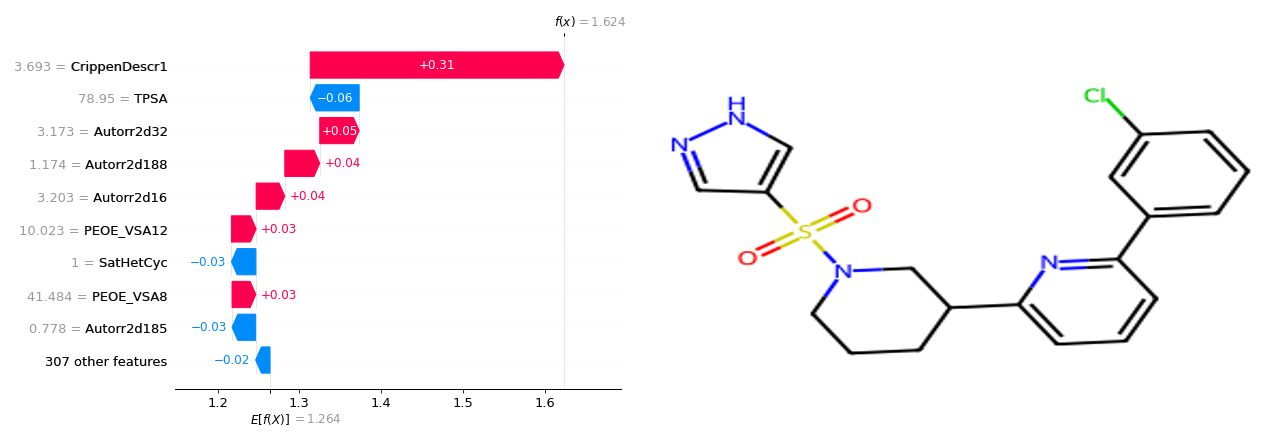 f(x) = 1.624
3.693 = CrippenDescr1
+0.31
78.95 = TPSA
−0.06
3.173 = Autorr2d32
+0.05
1.174 = Autorr2d188
+0.04
3.203 = Autorr2d16
+0.04
10.023 = PEOE_VSA12
+0.03
1 = SatHetCyc
−0.03
41.484 = PEOE_VSA8
+0.03
0.778 = Autorr2d185
−0.03
307 other features
−0.02
1.2 1.3 1.4 1.5 1.6
E[f(X)] = 1.264
Cl
H
N
N
O
S
O
N
N